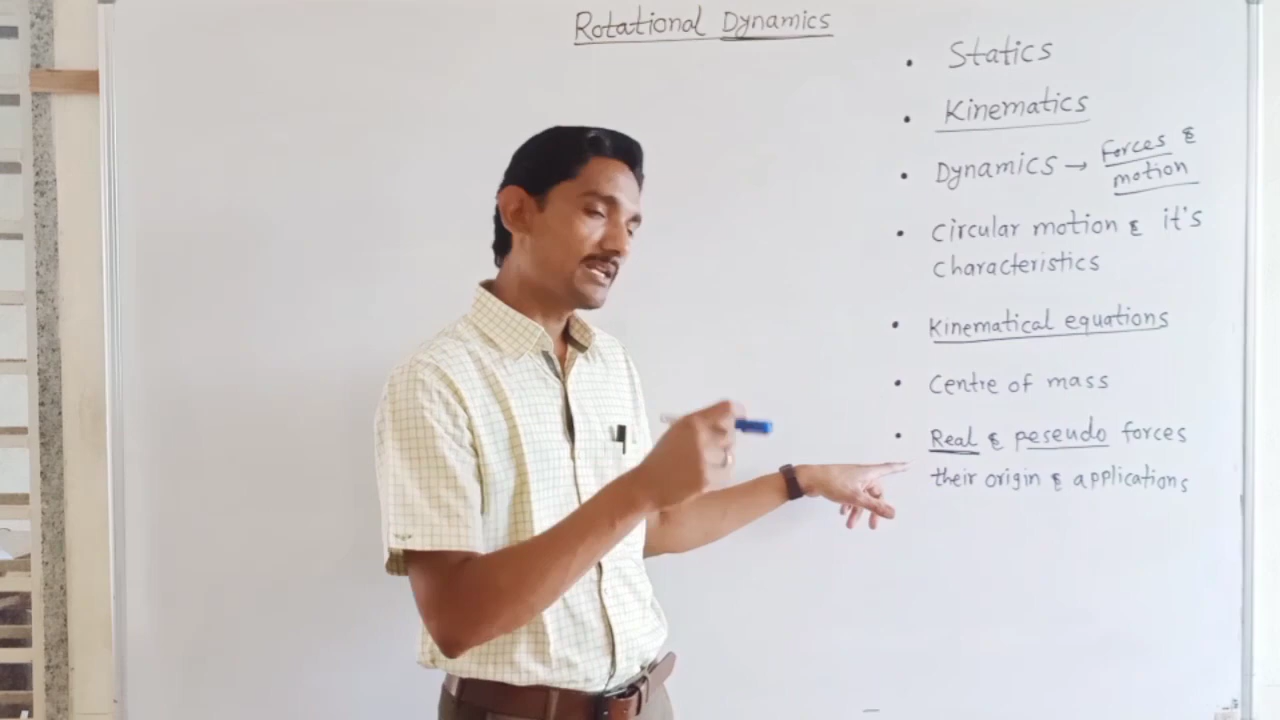 Rotational Dynamics
• Statics
• Kinematics
• Dynamics → Forces &
motion
• Circular motion & it's
characteristics
• Kinematical equations
• Centre of mass
• Real & peseudo forces
their origin & applications